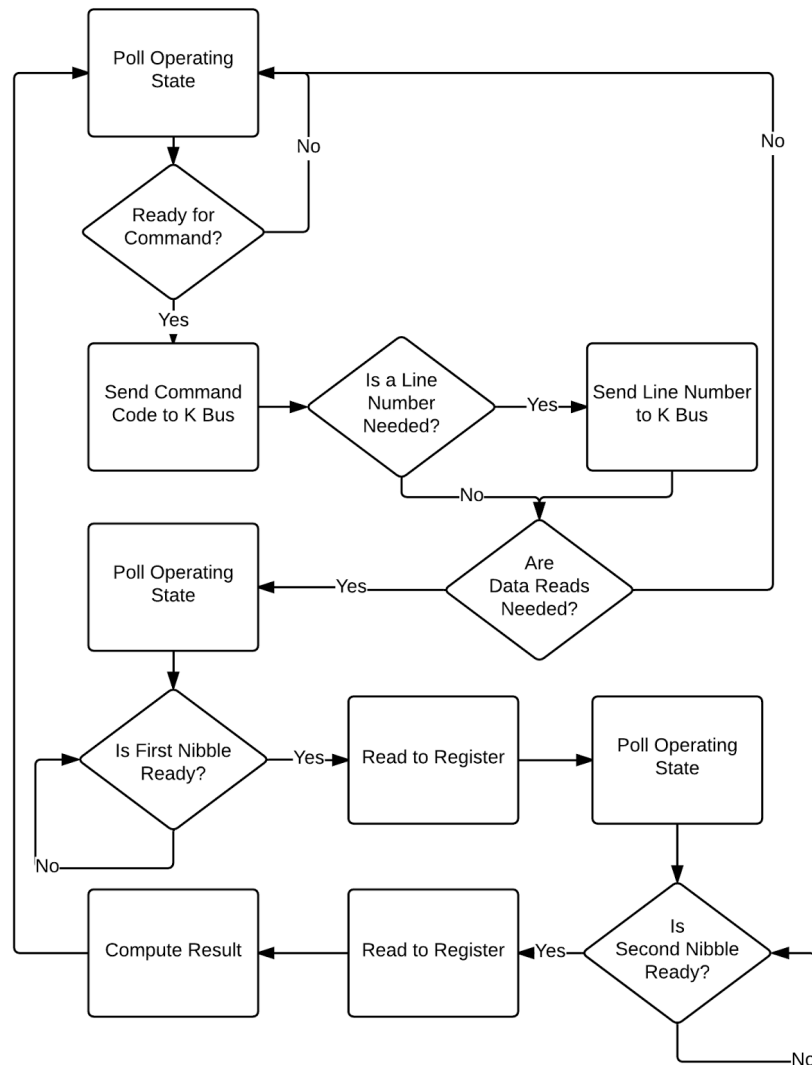 Poll Operating
State
No
No
Ready for
Command?
Yes
Send Command
Code to K Bus
Is a Line
Number
Needed?
Yes
Send Line Number
to K Bus
No
Are
Data Reads
Needed?
Yes
Poll Operating
State
Is First Nibble
Ready?
Yes
No
Read to Register
Poll Operating
State
Is
Second Nibble
Ready?
Yes
No
Read to Register
Compute Result